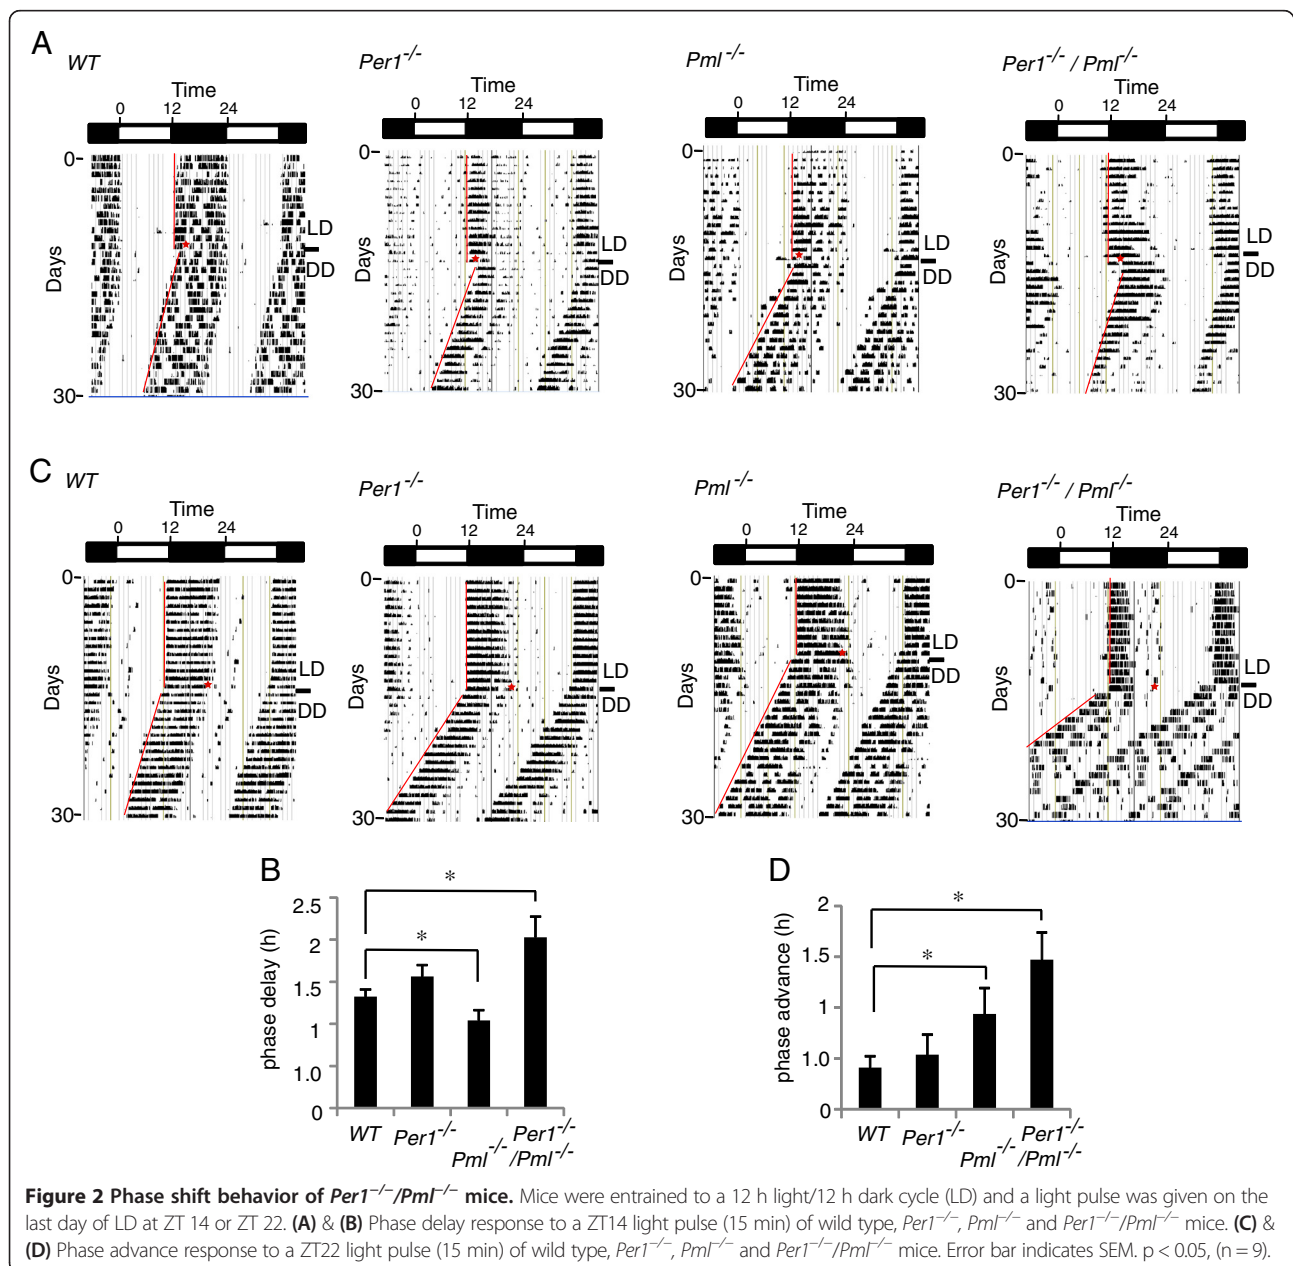 A
WT
Per1-/-
Pml-/-
Per1-/- / Pml-/-
Time
Time
Time
Time
0 12 24
0 12 24
0 12 24
0 12 24
0
0
0
0
Days
Days
Days
Days
LD
DD
LD
DD
LD
DD
LD
DD
30
30
30
30
C
WT
Per1-/-
Pml-/-
Per1-/- / Pml-/-
Time
Time
Time
Time
0 12 24
0 12 24
0 12 24
0 12 24
0
0
0
0
Days
Days
Days
Days
LD
DD
LD
DD
LD
DD
LD
DD
30
30
30
30
B
phase delay (h)
2.5
2
1.5
1
1.0
0
*
*
WT
Per1-/-
Pml-/-
Per1-/-
/Pml-/-
D
phase advance (h)
2
1.5
1
1.0
0
*
*
WT
Per1-/-
Pml-/-
Per1-/-
/Pml-/-
Figure 2 Phase shift behavior of Per1−/−/Pml−/− mice. Mice were entrained to a 12 h light/12 h dark cycle (LD) and a light pulse was given on the
last day of LD at ZT 14 or ZT 22. (A) & (B) Phase delay response to a ZT14 light pulse (15 min) of wild type, Per1−/−, Pml−/− and Per1−/−/Pml−/− mice. (C) &
(D) Phase advance response to a ZT22 light pulse (15 min) of wild type, Per1−/−, Pml−/− and Per1−/−/Pml−/− mice. Error bar indicates SEM. p < 0.05, (n = 9).